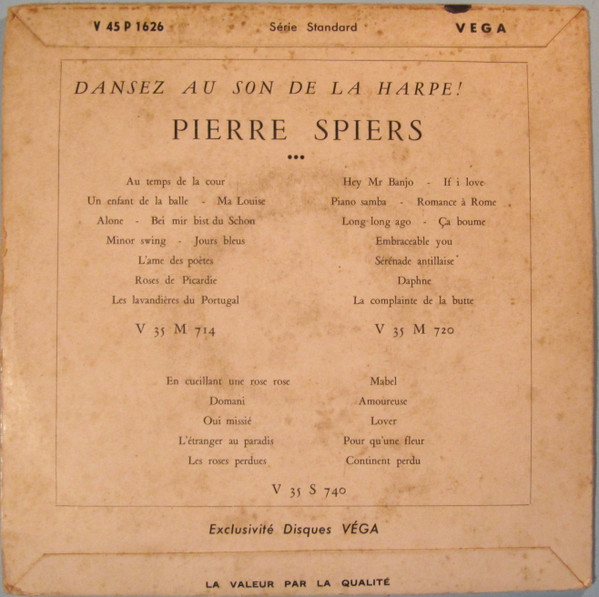 V 45 P 1626 Série Standard VEGA
DANSEZ AU SON DE LA HARPE!
PIERRE SPIERS
•••
Au temps de la cour
Un enfant de la balle - Ma Louise
Alone - Bei mir bist du Schon
Minor swing - Jours bleus
L'ame des poètes
Roses de Picardie
Les lavandières du Portugal
V 35 M 714
Hey Mr Banjo - If i love
Piano samba - Romance à Rome
Long long ago - Ça boume
Embraceable you
Sérénade antillaise
Daphne
La complainte de la butte
V 35 M 720
En cueillant une rose rose
Domani
Oui missié
L'étranger au paradis
Les roses perdues
Mabel
Amoureuse
Lover
Pour qu'une fleur
Continent perdu
V 35 S 740
Exclusivité Disques VÉGA
LA VALEUR PAR LA QUALITÉ